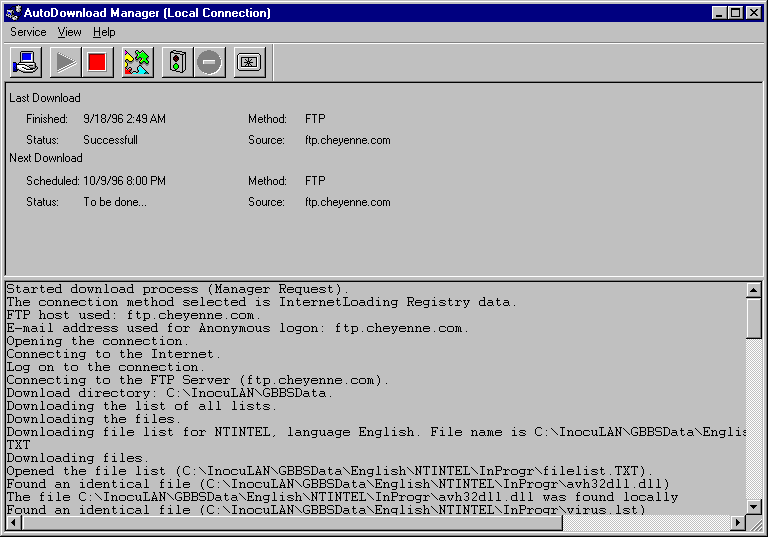 AutoDownload Manager (Local Connection)
Service View Help
Last Download
Finished: 9/18/96 2:49 AM Method: FTP
Status: Successfull Source: ftp.cheyenne.com
Next Download
Scheduled: 10/9/96 8:00 PM Method: FTP
Status: To be done... Source: ftp.cheyenne.com
Started download process (Manager Request).
The connection method selected is InternetLoading Registry data.
FTP host used: ftp.cheyenne.com.
E-mail address used for Anonymous logon: ftp.cheyenne.com.
Opening the connection.
Connecting to the Internet.
Log on to the connection.
Connecting to the FTP Server (ftp.cheyenne.com).
Download directory: C:\InocuLAN\GBBSData.
Downloading the list of all lists.
Downloading the files.
Downloading file list for NTINTEL, language English. File name is C:\InocuLAN\GBBSData\Englis
TXT
Downloading files.
Opened the file list (C:\InocuLAN\GBBSData\English\NTINTEL\InProgr\filelist.TXT).
Found an identical file (C:\InocuLAN\GBBSData\English\NTINTEL\InProgr\avh32dll.dll)
The file C:\InocuLAN\GBBSData\English\NTINTEL\InProgr\avh32dll.dll was found locally
Found an identical file (C:\InocuLAN\GBBSData\English\NTINTEL\InProgr\virus.lst)